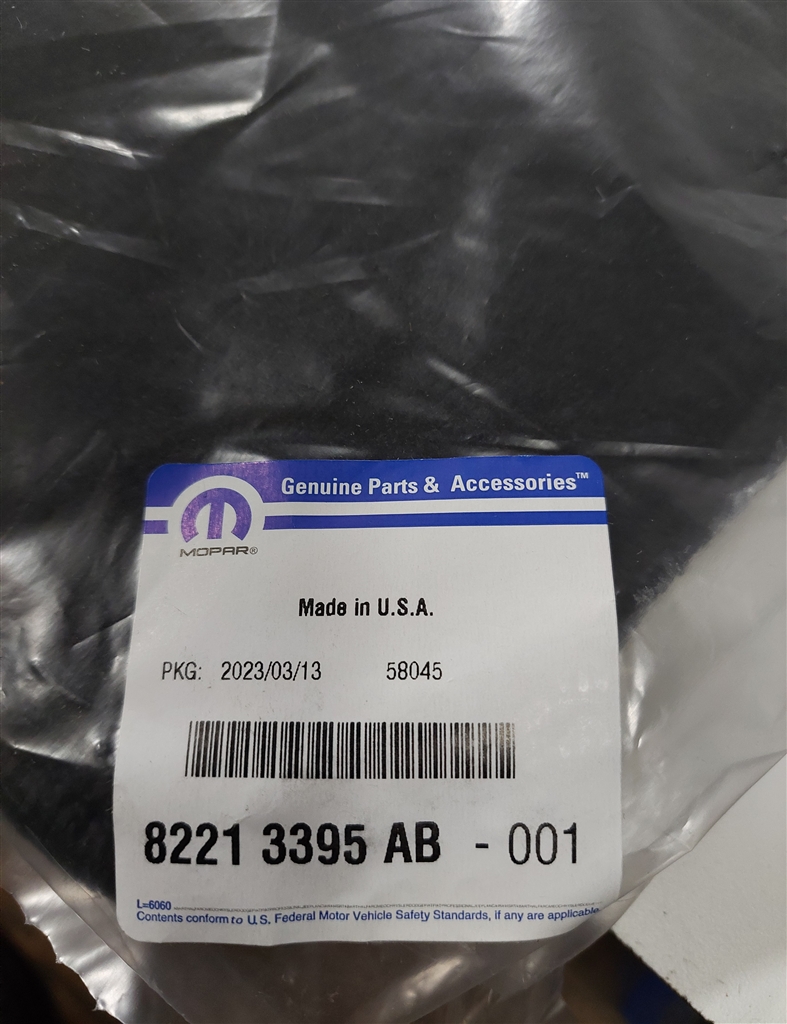 Genuine Parts & Accessories™
MOPAR®
Made in U.S.A.
PKG: 2023/03/13 58045
8221 3395 AB - 001
L=6060
Contents conform to U.S. Federal Motor Vehicle Safety Standards, if any are applicable.